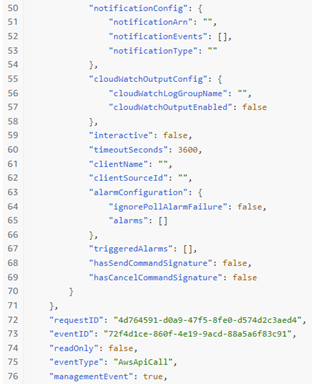 50 "notificationConfig": {
51 "notificationArn": "",
52 "notificationEvents": [],
53 "notificationType": ""
54 },
55 "cloudWatchOutputConfig": {
56 "cloudWatchLogGroupName": "",
57 "cloudWatchOutputEnabled": false
58 },
59 "interactive": false,
60 "timeoutSeconds": 3600,
61 "clientName": "",
62 "clientSourceId": "",
63 "alarmConfiguration": {
64 "ignorePollAlarmFailure": false,
65 "alarms": []
66 },
67 "triggeredAlarms": [],
68 "hasSendCommandSignature": false,
69 "hasCancelCommandSignature": false
70 }
71 },
72 "requestID": "4d764591-d0a9-47f5-8fe0-d574d2c3aed4",
73 "eventID": "72f4d1ce-860f-4e19-9acd-88a5a6f83c91",
74 "readOnly": false,
75 "eventType": "AwsApiCall",
76 "managementEvent": true,